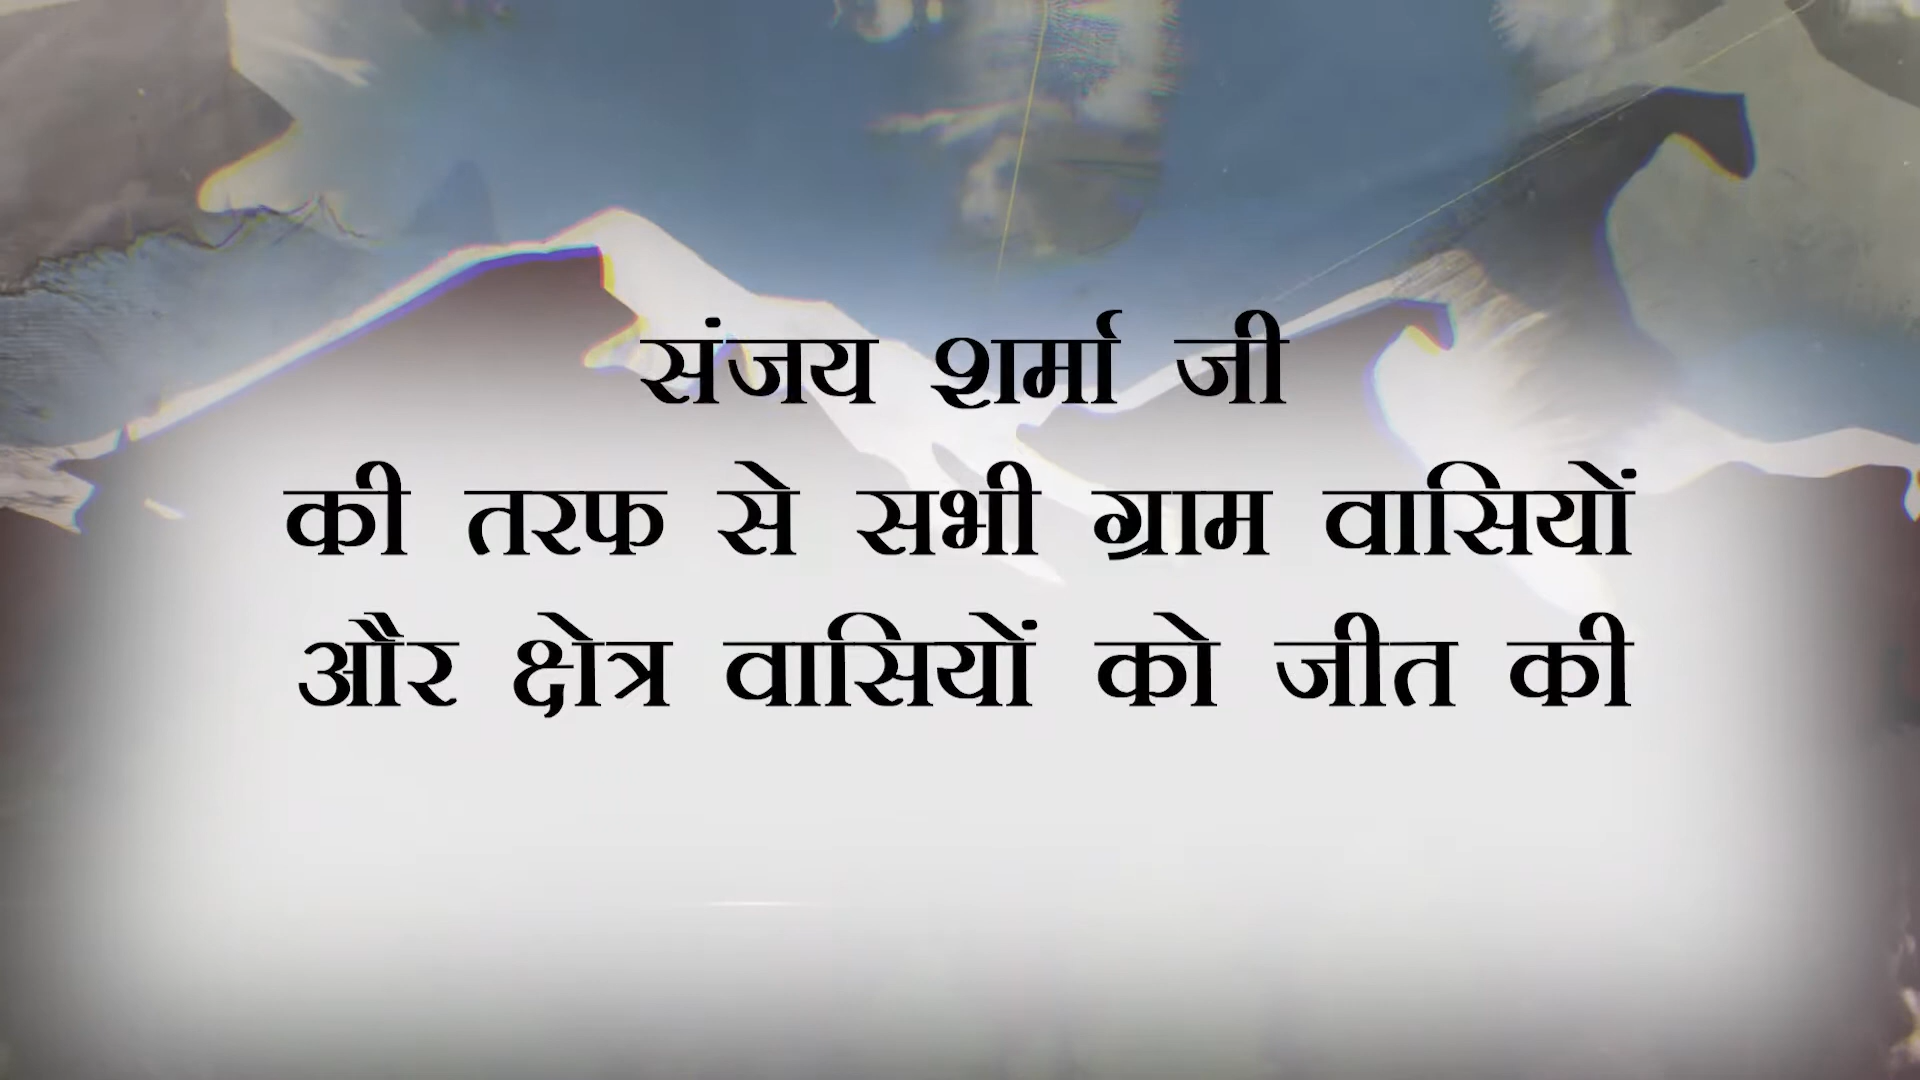 संजय शर्मा जी
की तरफ से सभी ग्राम वासियों
और क्षेत्र वासियों को जीत की